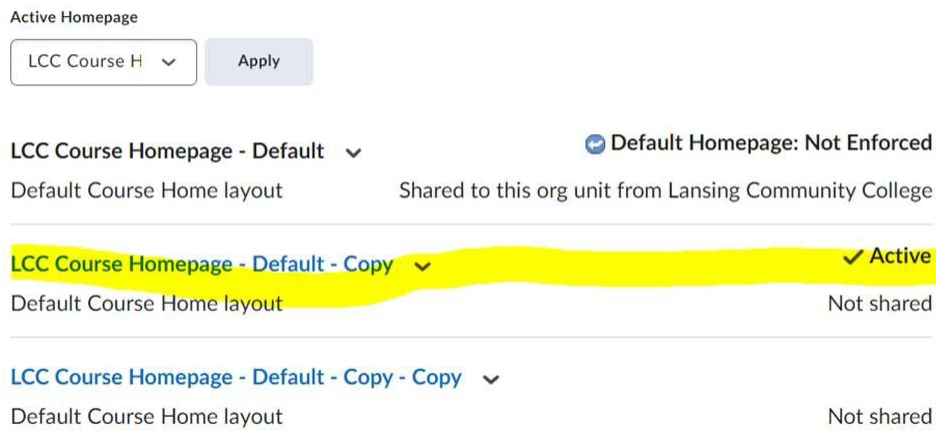 Active Homepage
LCC Course H
Apply
LCC Course Homepage - Default
Default Homepage: Not Enforced
Default Course Home layout
Shared to this org unit from Lansing Community College
LCC Course Homepage - Default - Copy
Active
Default Course Home layout
Not shared
LCC Course Homepage - Default - Copy - Copy
Default Course Home layout
Not shared